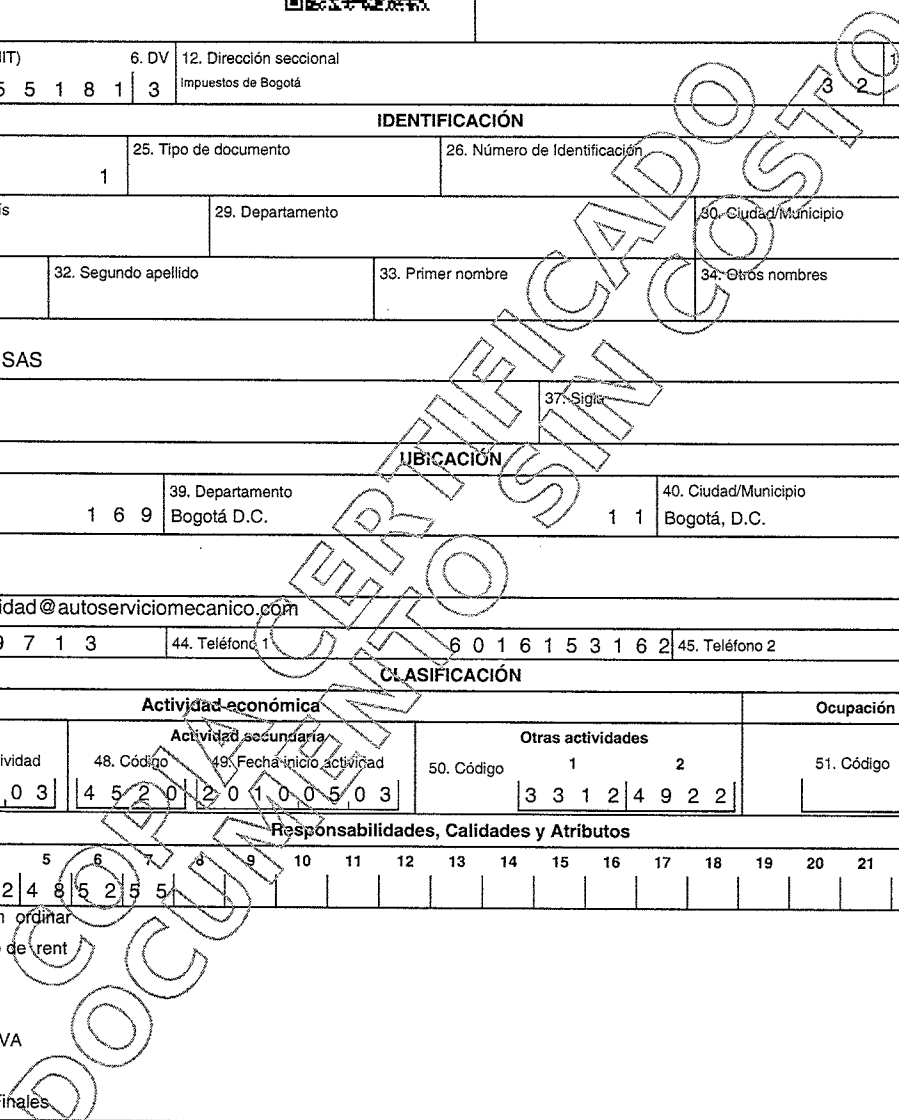 IIT) 6. DV 12. Dirección seccional
5 5 1 8 1 3 Impuestos de Bogotá 3 2 1
IDENTIFICACIÓN
25. Tipo de documento 26. Número de Identificación
1
ís 29. Departamento 30. Ciudad/Municipio
32. Segundo apellido 33. Primer nombre 34. Otros nombres
SAS
37. Sigla
UBICACIÓN
39. Departamento 40. Ciudad/Municipio
1 6 9 Bogotá D.C. 1 1 Bogotá, D.C.
idad@autoserviciomecanico.com
9 7 1 3 44. Teléfono 1 6 0 1 6 1 5 3 1 6 2 45. Teléfono 2
CLASIFICACIÓN
Actividad económica Ocupación
Actividad secundaria Otras actividades
ividad 48. Código 49. Fecha inicio actividad 50. Código 1 2 51. Código
0 3 4 5 2 0 2 0 1 0 0 5 0 3 3 3 1 2 4 9 2 2
Responsabilidades, Calidades y Atributos
5 6 7 8 9 10 11 12 13 14 15 16 17 18 19 20 21
2 4 8 5 2 5 5
n ordinar
e de rent
VA
Finales
COPIA CERTIFICADO
DOCUMENTO SIN COSTO